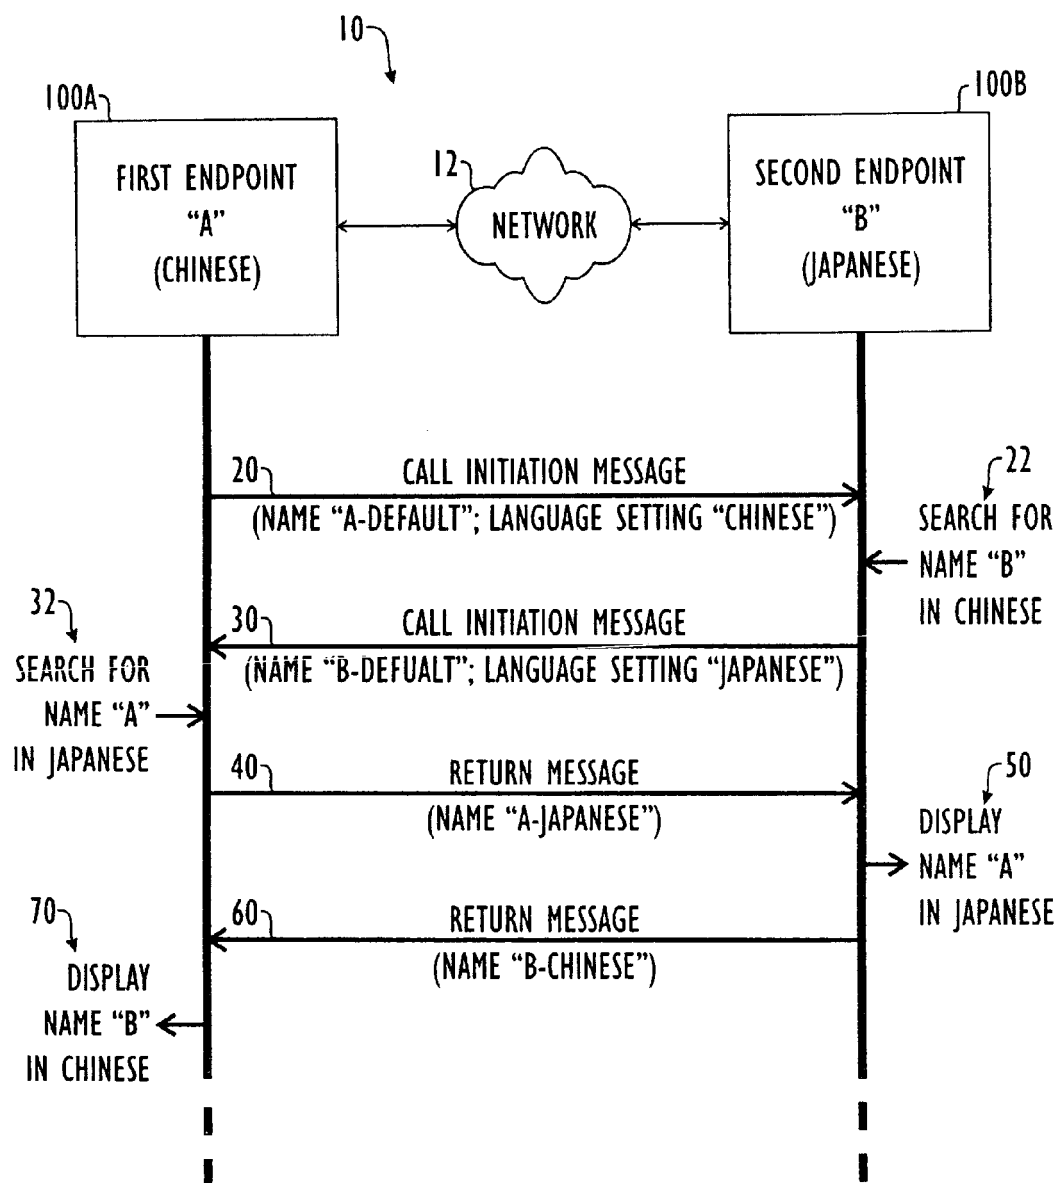 10
100A
100B
FIRST ENDPOINT
“A”
(CHINESE)
12
NETWORK
SECOND ENDPOINT
“B”
(JAPANESE)
20
CALL INITIATION MESSAGE
(NAME “A-DEFAULT”; LANGUAGE SETTING “CHINESE”)
22
SEARCH FOR
NAME “B”
IN CHINESE
30
CALL INITIATION MESSAGE
(NAME “B-DEFUALT”; LANGUAGE SETTING “JAPANESE”)
32
SEARCH FOR
NAME “A”
IN JAPANESE
40
RETURN MESSAGE
(NAME “A-JAPANESE”)
50
DISPLAY
NAME “A”
IN JAPANESE
60
RETURN MESSAGE
(NAME “B-CHINESE”)
70
DISPLAY
NAME “B”
IN CHINESE